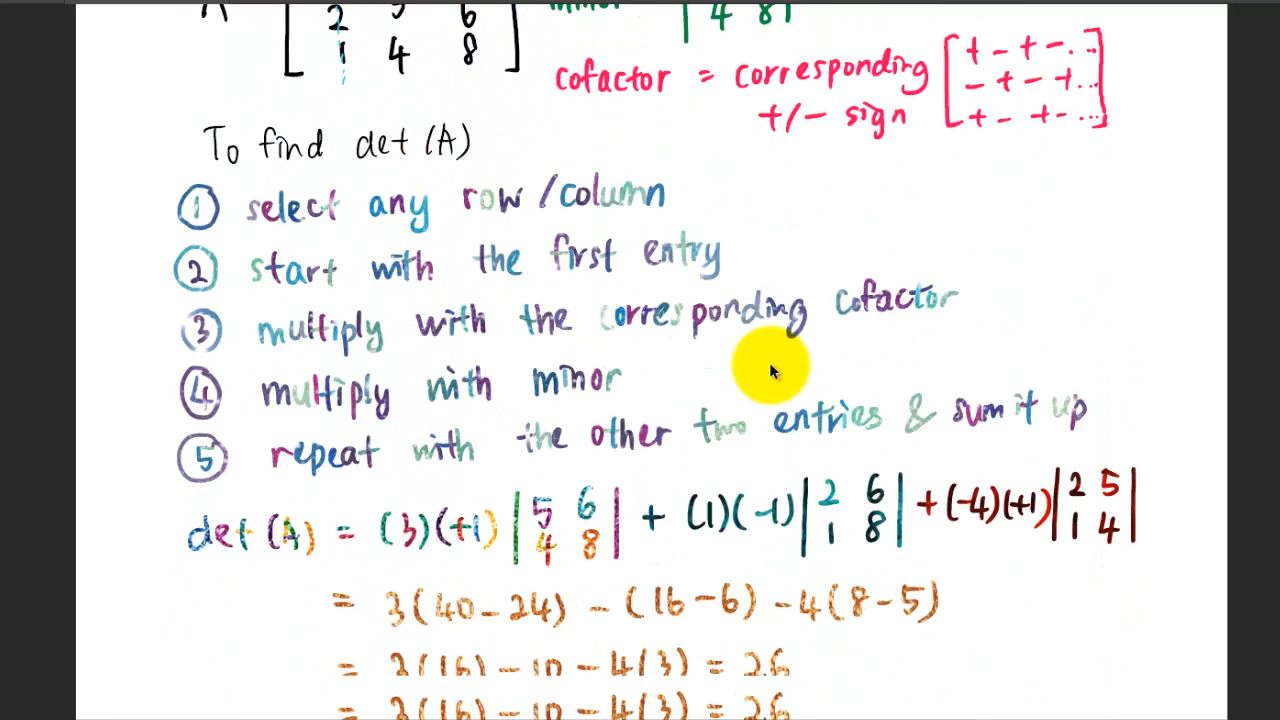 2 5 6
1 4 8
minor
4 8
cofactor = corresponding
+/- sign
+ - + - . ..
- + - + ...
+ - + - ...
To find det (A)
① select any row /column
② start with the first entry
③ multiply with the corresponding cofactor
④ multiply with minor
⑤ repeat with the other two entries & sum it up
det (A) = (3)(+1) |5 6 4 8| + (1)(-1) |2 6 1 8| + (-4)(+1) |2 5 1 4|
= 3(40-24) - (16-6) -4(8-5)
= 3(16) - 10 - 4(3) = 26
= 3(16) - 10 - 4(3) = 26